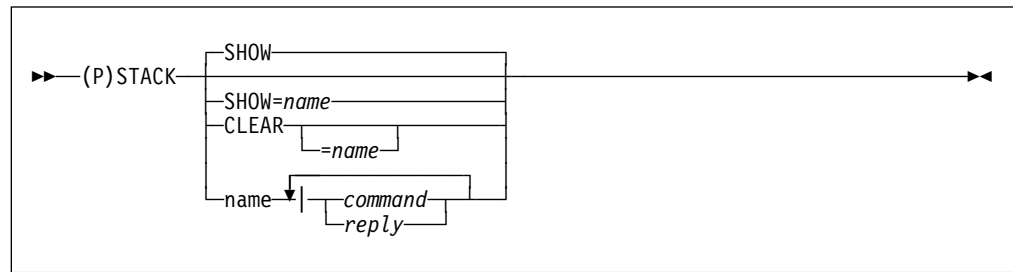 SHOW
(P)STACK
SHOW=name
CLEAR
=name
name | command
reply